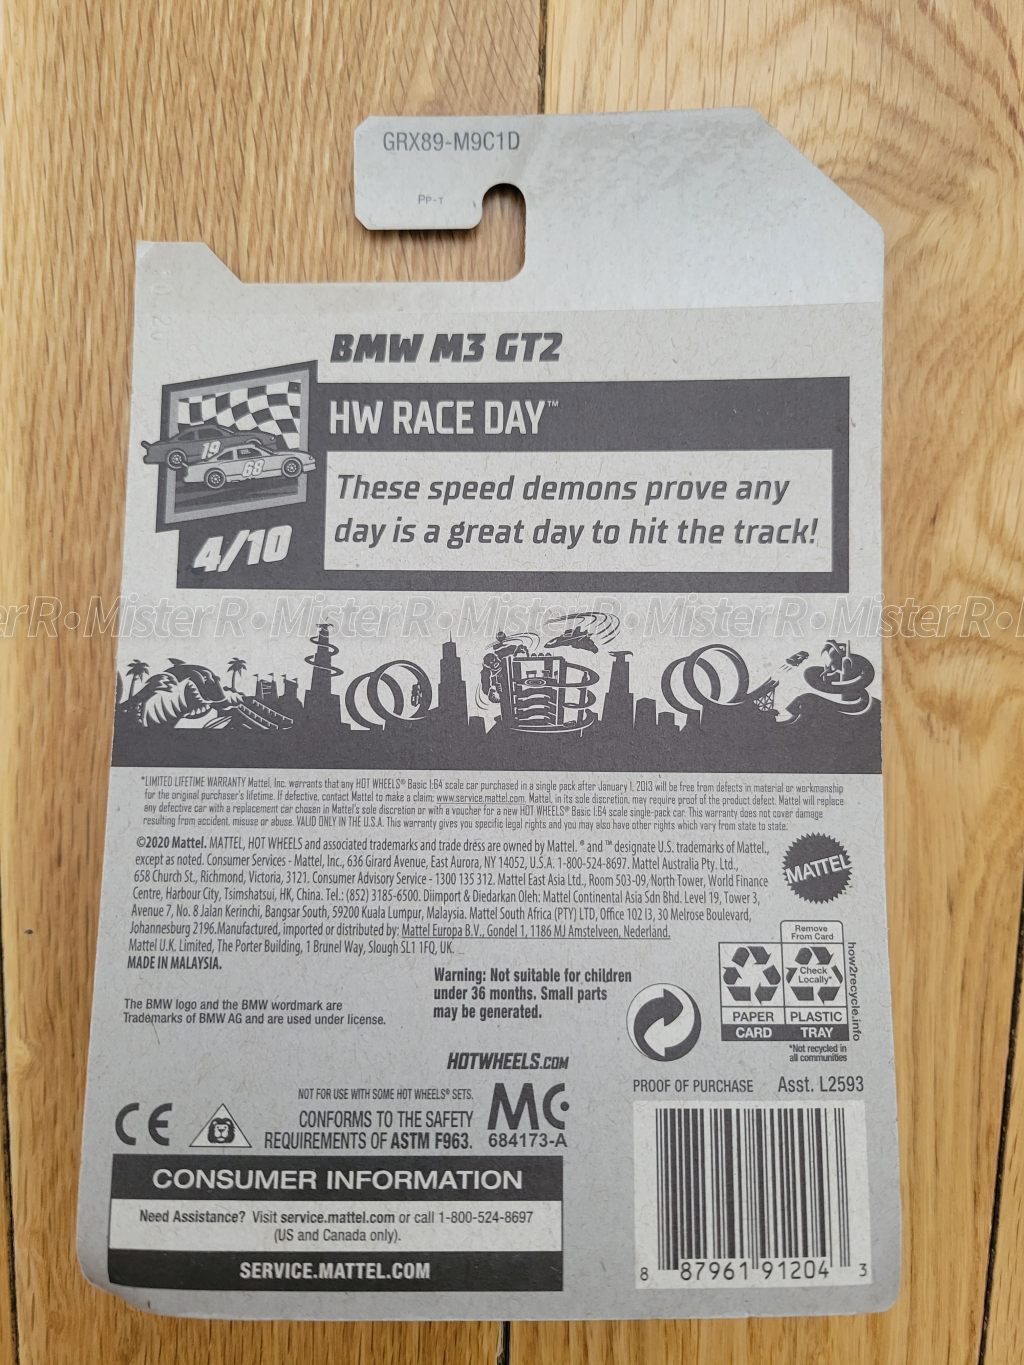 GRX89-M9C1D
PP-T
BMW M3 GT2
HW RACE DAY™
19
68
These speed demons prove any
day is a great day to hit the track!
4/10
MisterR • MisterR • MisterR • MisterR • MisterR • MisterR
*LIMITED LIFETIME WARRANTY Mattel, Inc. warrants that any HOT WHEELS® Basic 1:64 scale car purchased in a single pack after January 1, 2013 will be free from defects in material or workmanship
for the original purchaser's lifetime. If defective, contact Mattel to make a claim; www.service.mattel.com. Mattel, in its sole discretion, may require proof of the product defect. Mattel will replace
any defective car with a replacement car chosen in Mattel's sole discretion or with a voucher for a new HOT WHEELS® Basic 1:64 scale single-pack car. This warranty does not cover damage
resulting from accident, misuse or abuse. VALID ONLY IN THE U.S.A. This warranty gives you specific legal rights and you may also have other rights which vary from state to state.
©2020 Mattel. MATTEL, HOT WHEELS and associated trademarks and trade dress are owned by Mattel. ® and ™ designate U.S. trademarks of Mattel.,
except as noted. Consumer Services - Mattel, Inc., 636 Girard Avenue, East Aurora, NY 14052, U.S.A. 1-800-524-8697. Mattel Australia Pty. Ltd.,
658 Church St., Richmond, Victoria, 3121. Consumer Advisory Service - 1300 135 312. Mattel East Asia Ltd., Room 503-09, North Tower, World Finance
Centre, Harbour City, Tsimshatsui, HK, China. Tel.: (852) 3185-6500. Diimport & Diedarkan Oleh: Mattel Continental Asia Sdn Bhd. Level 19, Tower 3,
Avenue 7, No. 8 Jalan Kerinchi, Bangsar South, 59200 Kuala Lumpur, Malaysia. Mattel South Africa (PTY) LTD, Office 102 I3, 30 Melrose Boulevard,
Johannesburg 2196.Manufactured, imported or distributed by: Mattel Europa B.V., Gondel 1, 1186 MJ Amstelveen, Nederland.
Mattel U.K. Limited, The Porter Building, 1 Brunel Way, Slough SL1 1FQ, UK.
MADE IN MALAYSIA.
MATTEL
The BMW logo and the BMW wordmark are
Trademarks of BMW AG and are used under license.
Warning: Not suitable for children
under 36 months. Small parts
may be generated.
Remove
From Card
Check
Locally*
PAPER
PLASTIC
CARD
TRAY
*Not recycled in
all communities
how2recycle.info
HOTWHEELS.COM
NOT FOR USE WITH SOME HOT WHEELS® SETS.
CONFORMS TO THE SAFETY
REQUIREMENTS OF ASTM F963.
CE
MC
684173-A
PROOF OF PURCHASE
Asst. L2593
CONSUMER INFORMATION
Need Assistance? Visit service.mattel.com or call 1-800-524-8697
(US and Canada only).
SERVICE.MATTEL.COM
8 87961 91204 3